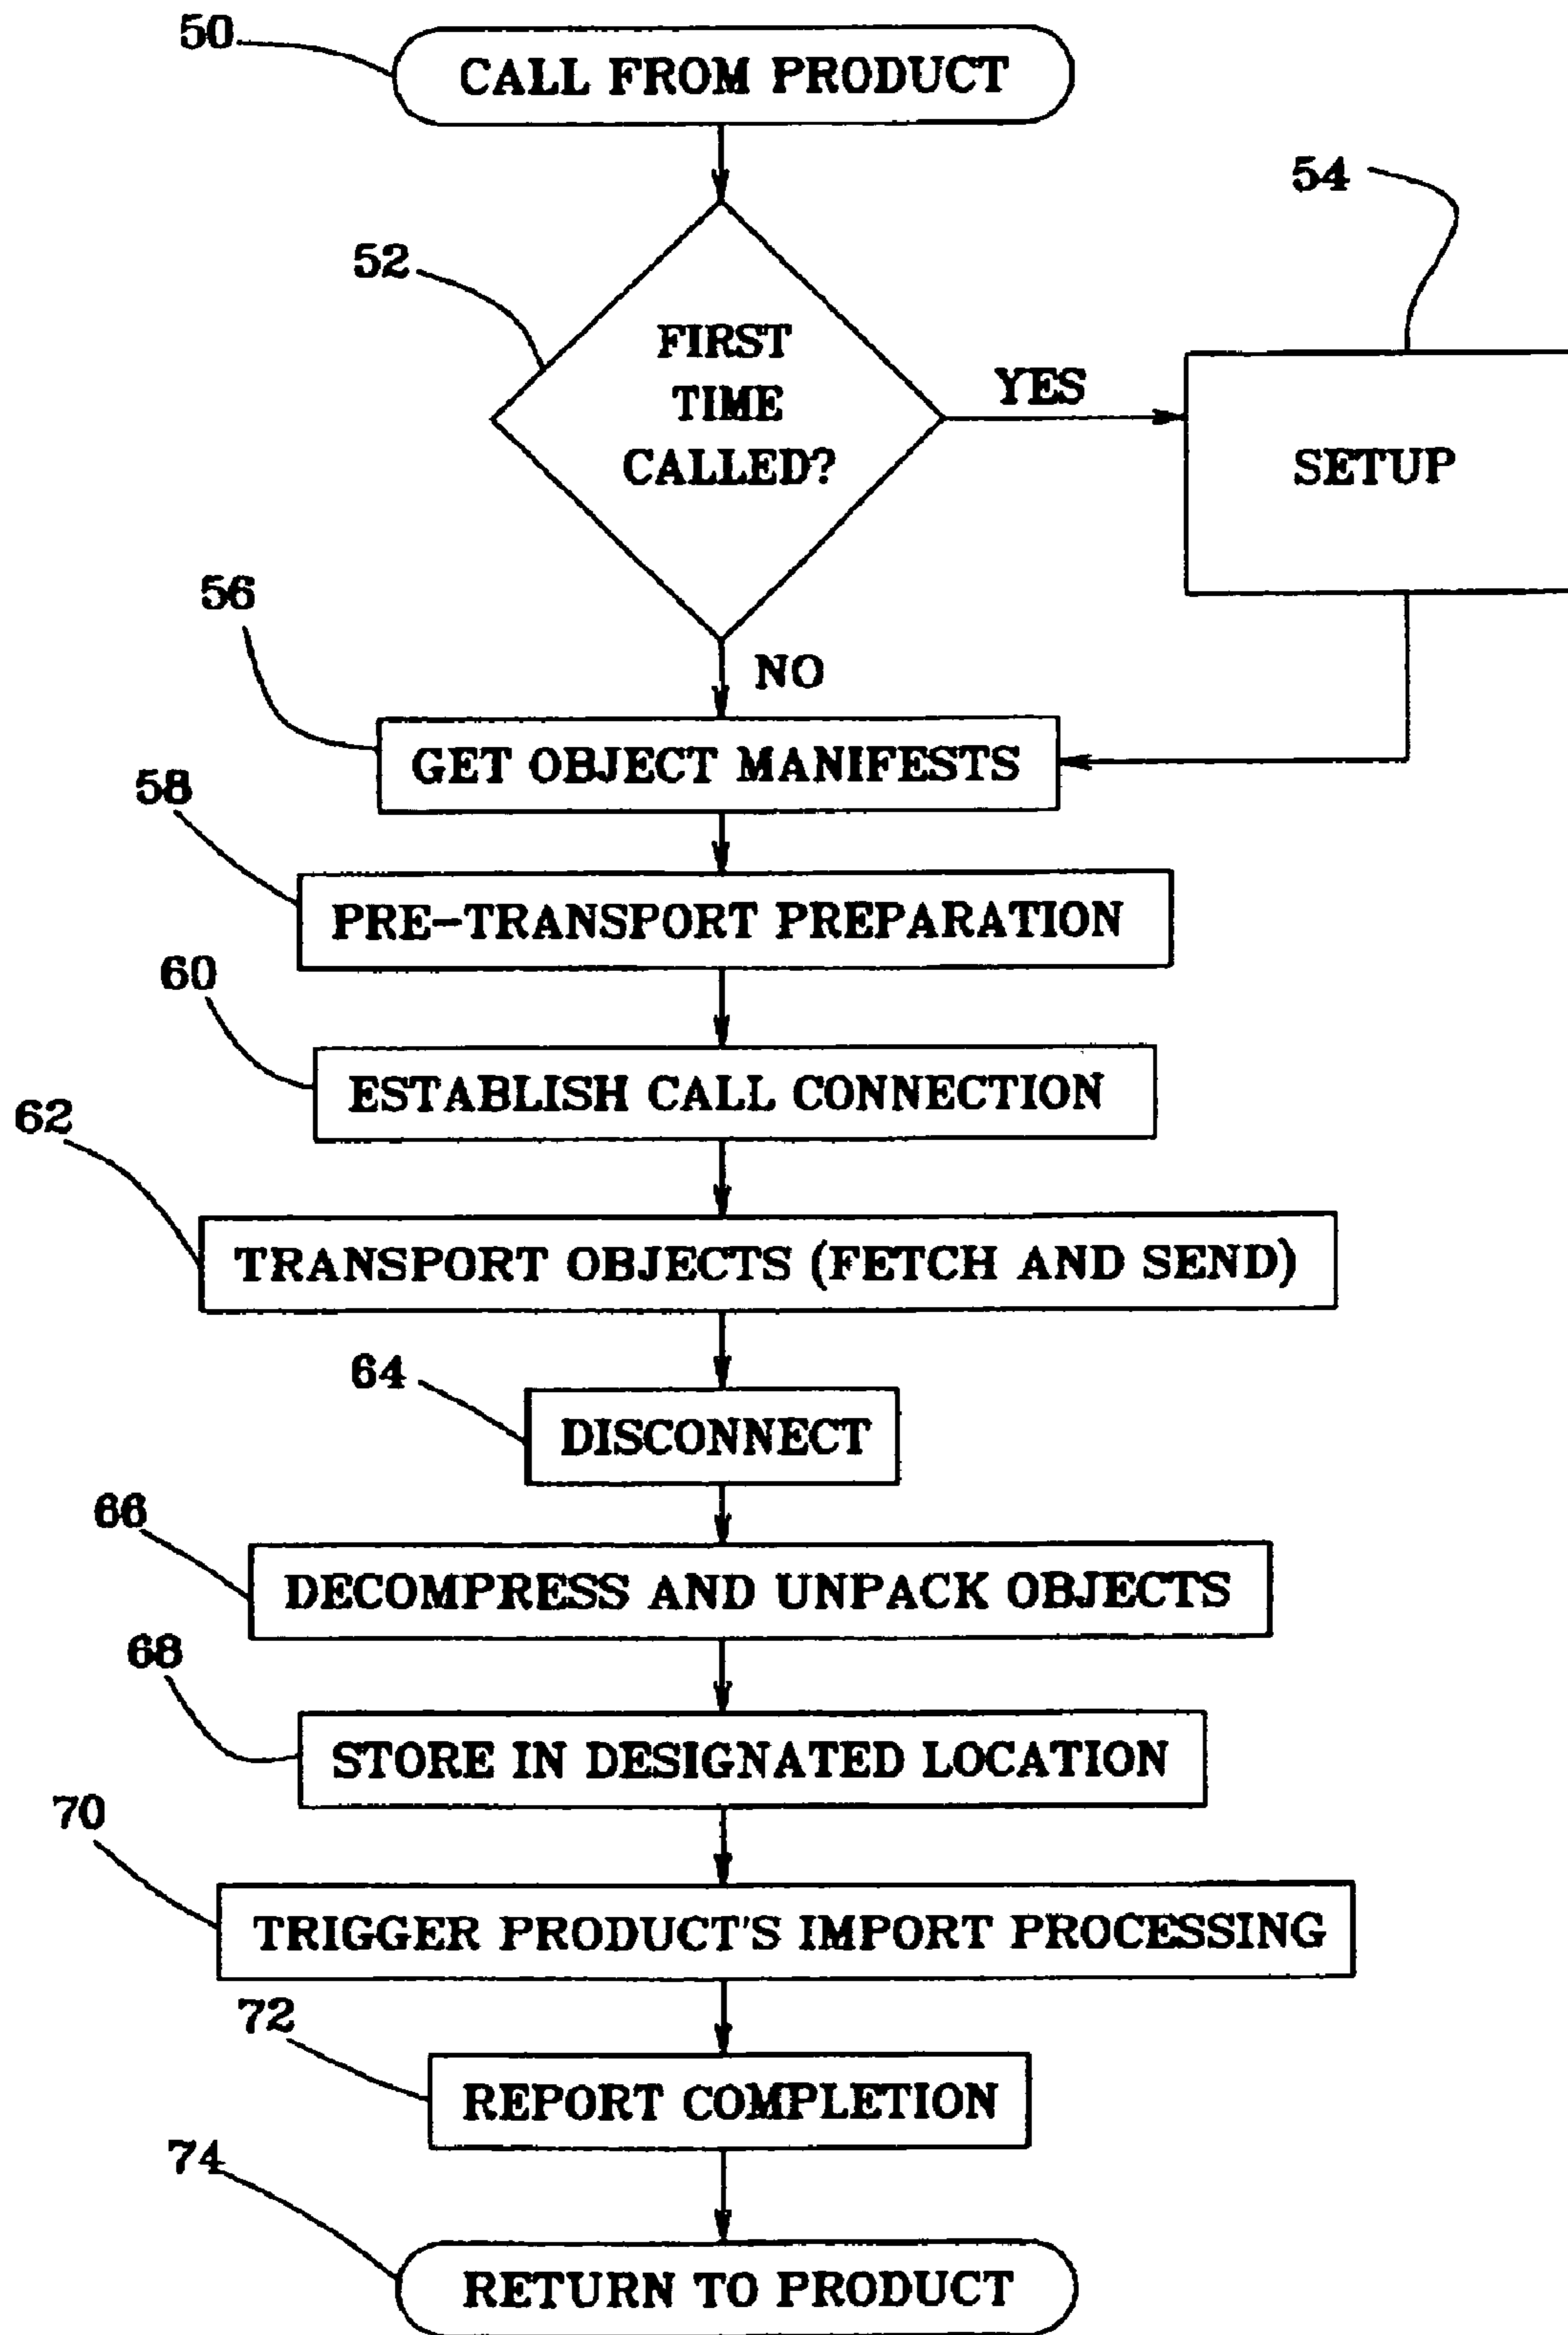 50
CALL FROM PRODUCT
54
52
FIRST
TIME
CALLED?
YES
SETUP
56
NO
GET OBJECT MANIFESTS
58
PRE-TRANSPORT PREPARATION
60
ESTABLISH CALL CONNECTION
62
TRANSPORT OBJECTS (FETCH AND SEND)
64
DISCONNECT
66
DECOMPRESS AND UNPACK OBJECTS
68
STORE IN DESIGNATED LOCATION
70
TRIGGER PRODUCT'S IMPORT PROCESSING
72
REPORT COMPLETION
74
RETURN TO PRODUCT